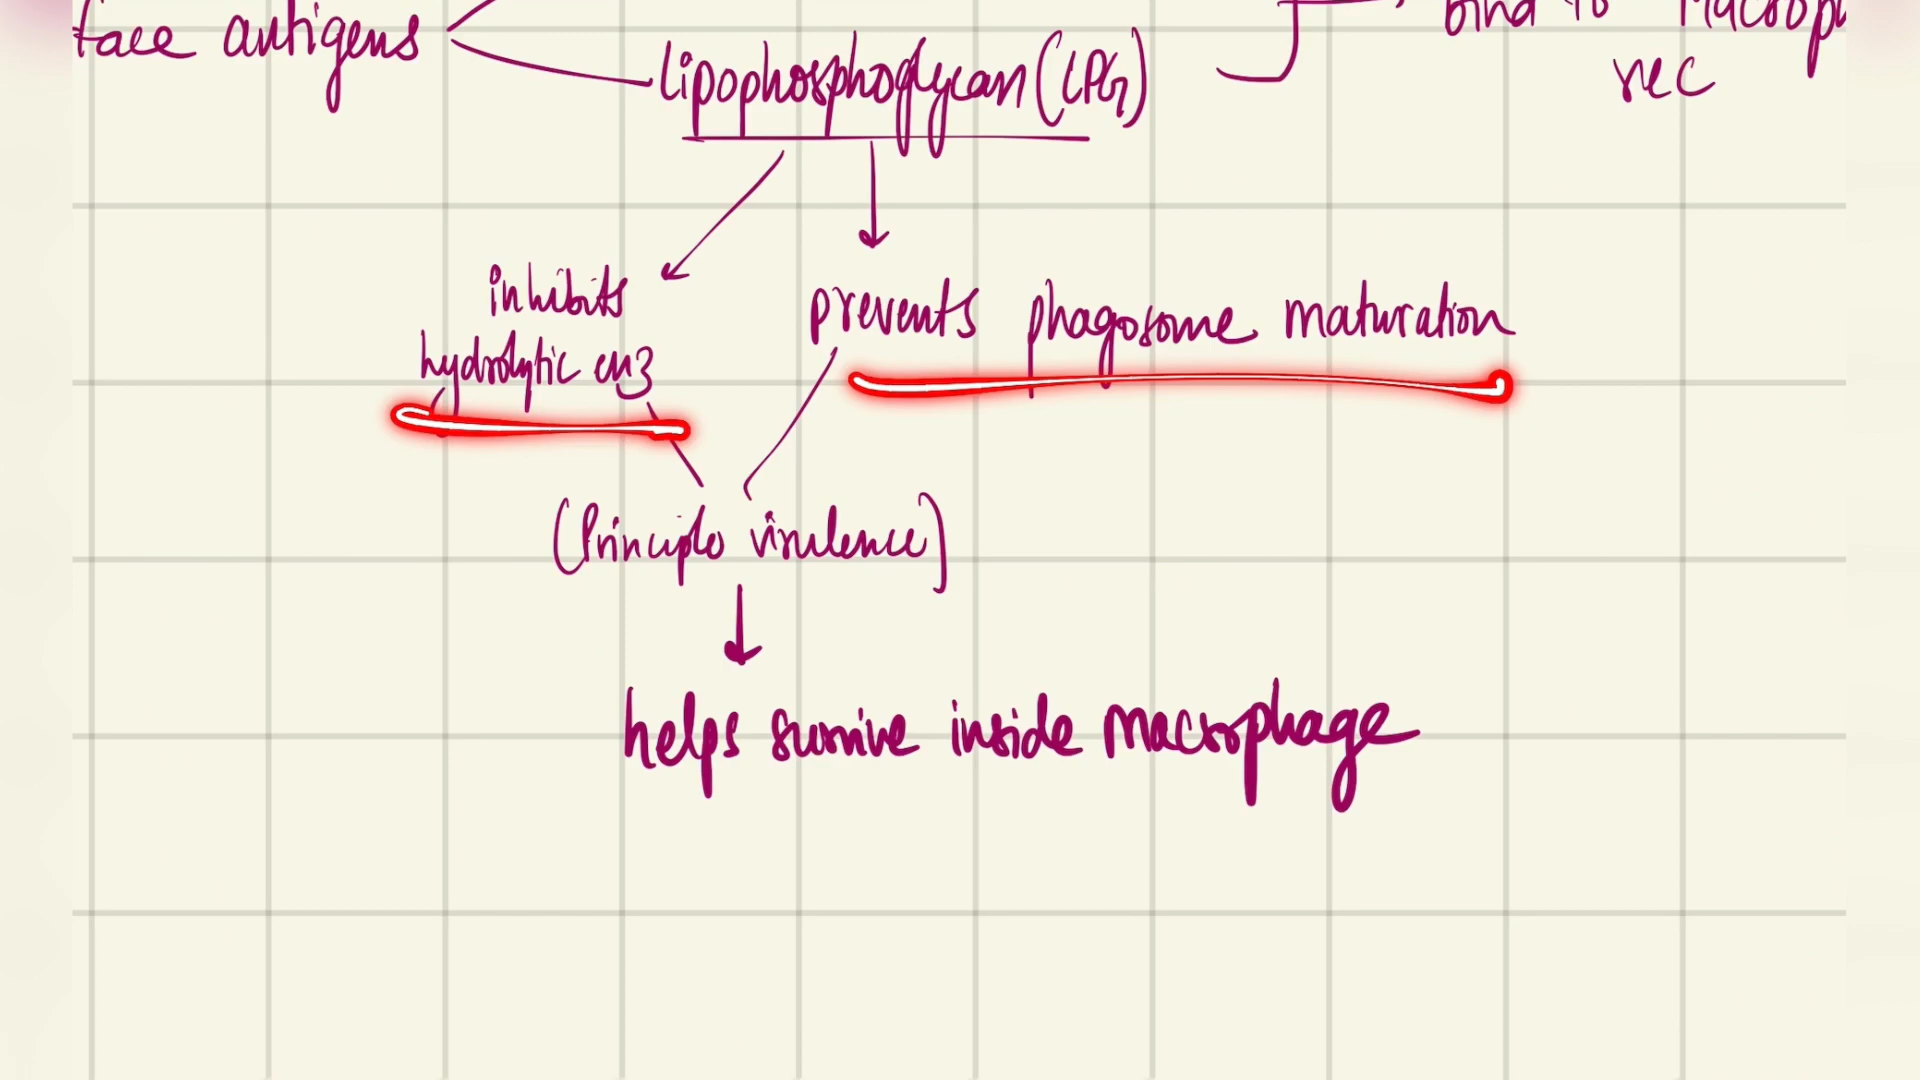 face antigens
bind to Macroph
rec
Lipophosphoglycan (LPG)
inhibits
hydrolytic enz
prevents phagosome maturation
(Principle virulence)
helps survive inside Macrophage